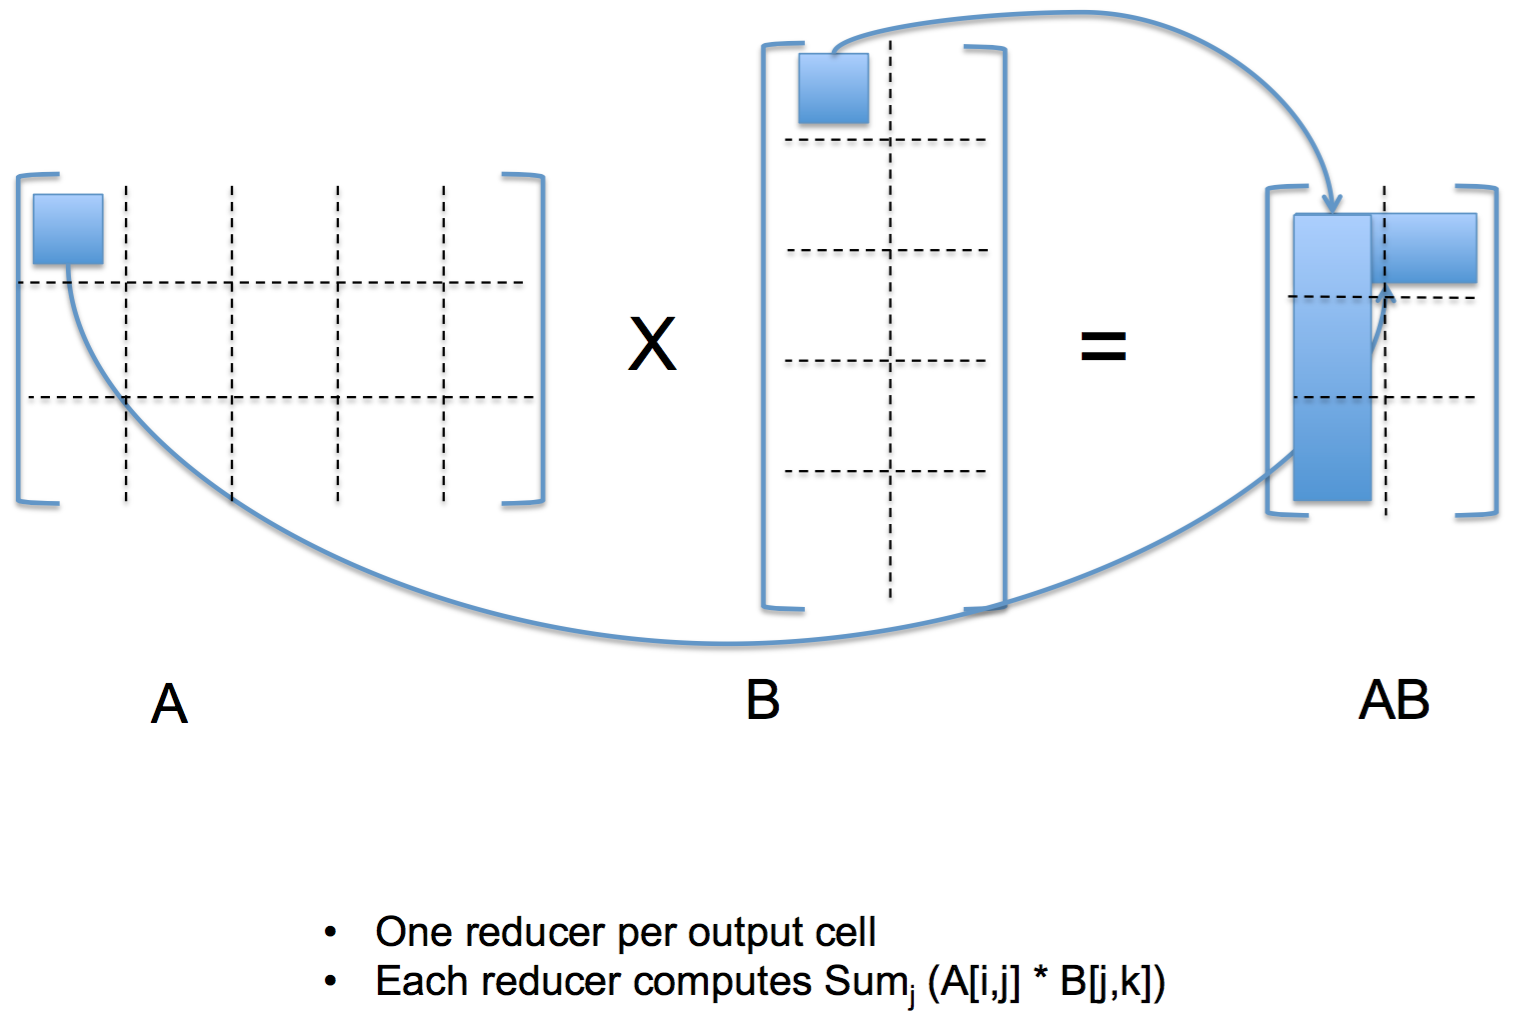 X
=
A
B
AB
• One reducer per output cell
• Each reducer computes Sumj (A[i,j] * B[j,k])